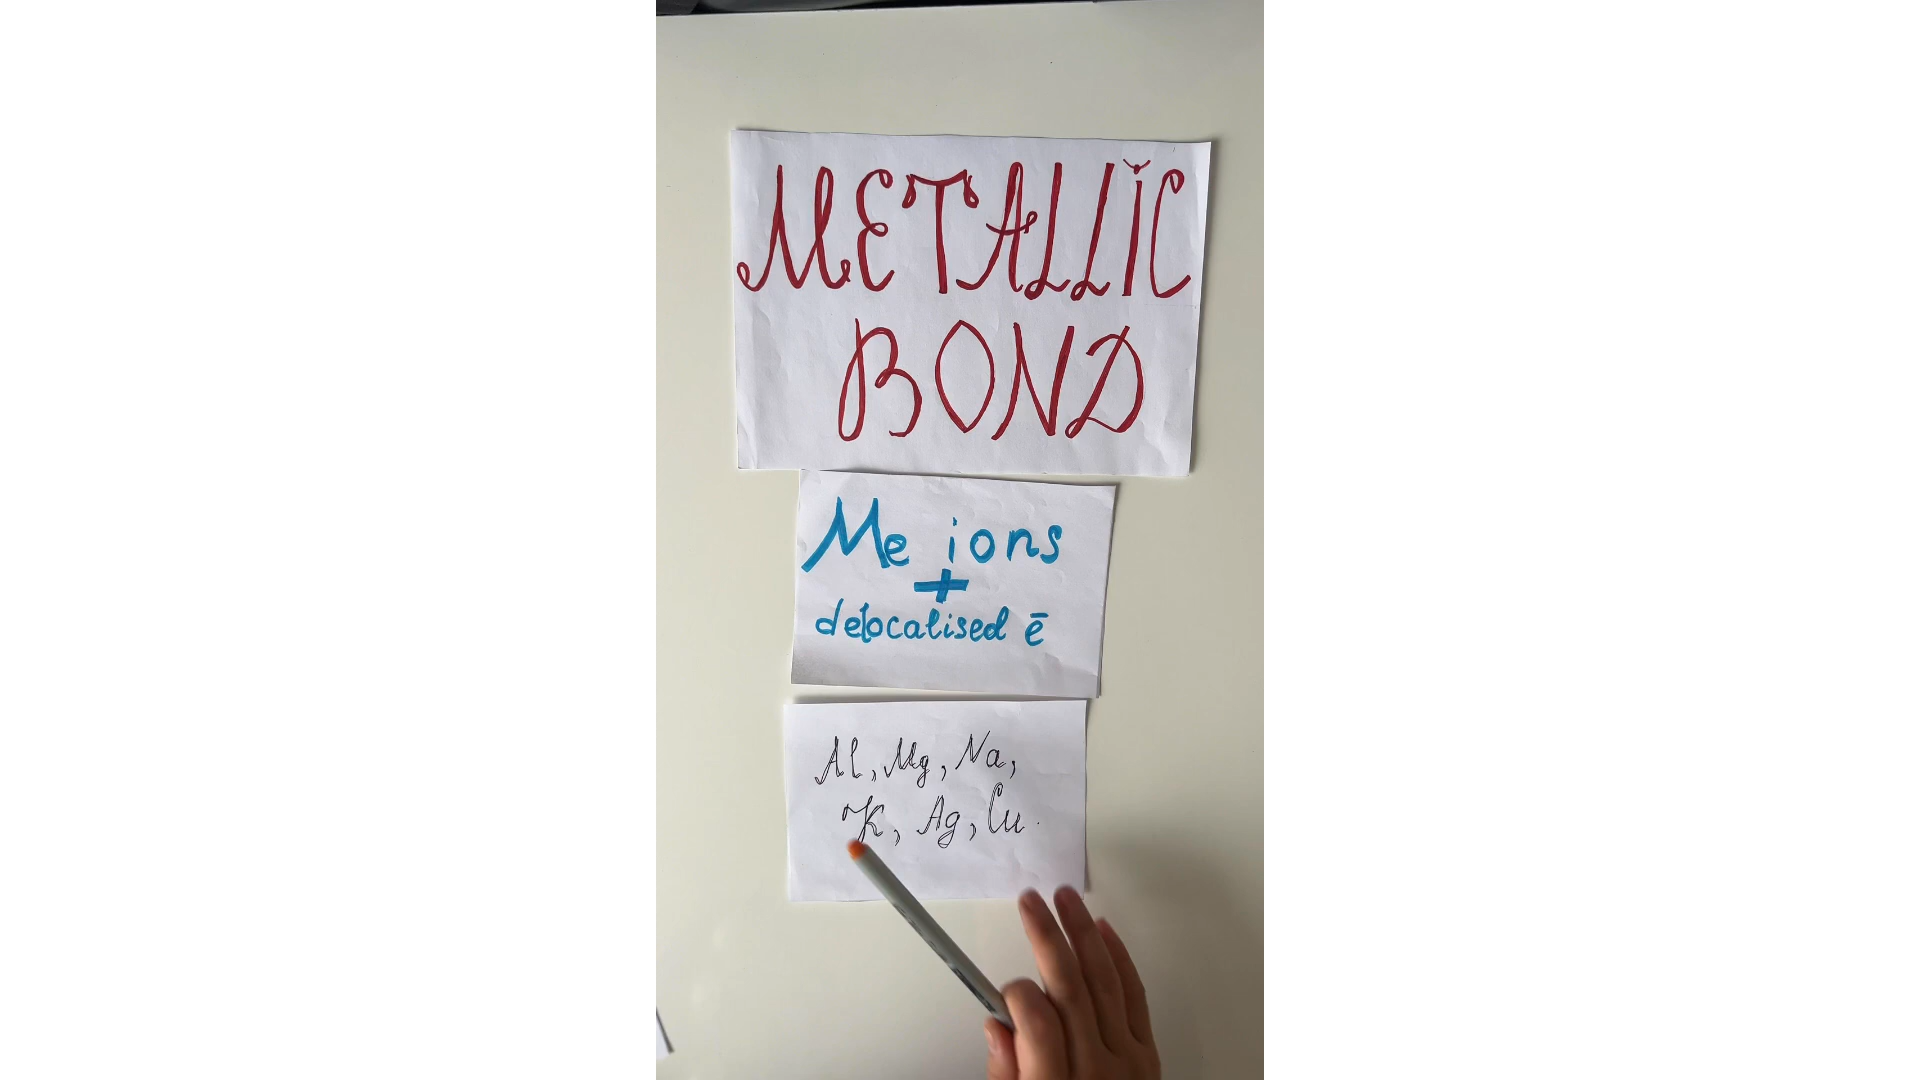 METALLIC
BOND
Me ions
+
delocalised ē
Al, Mg, Na,
K, Ag, Cu.